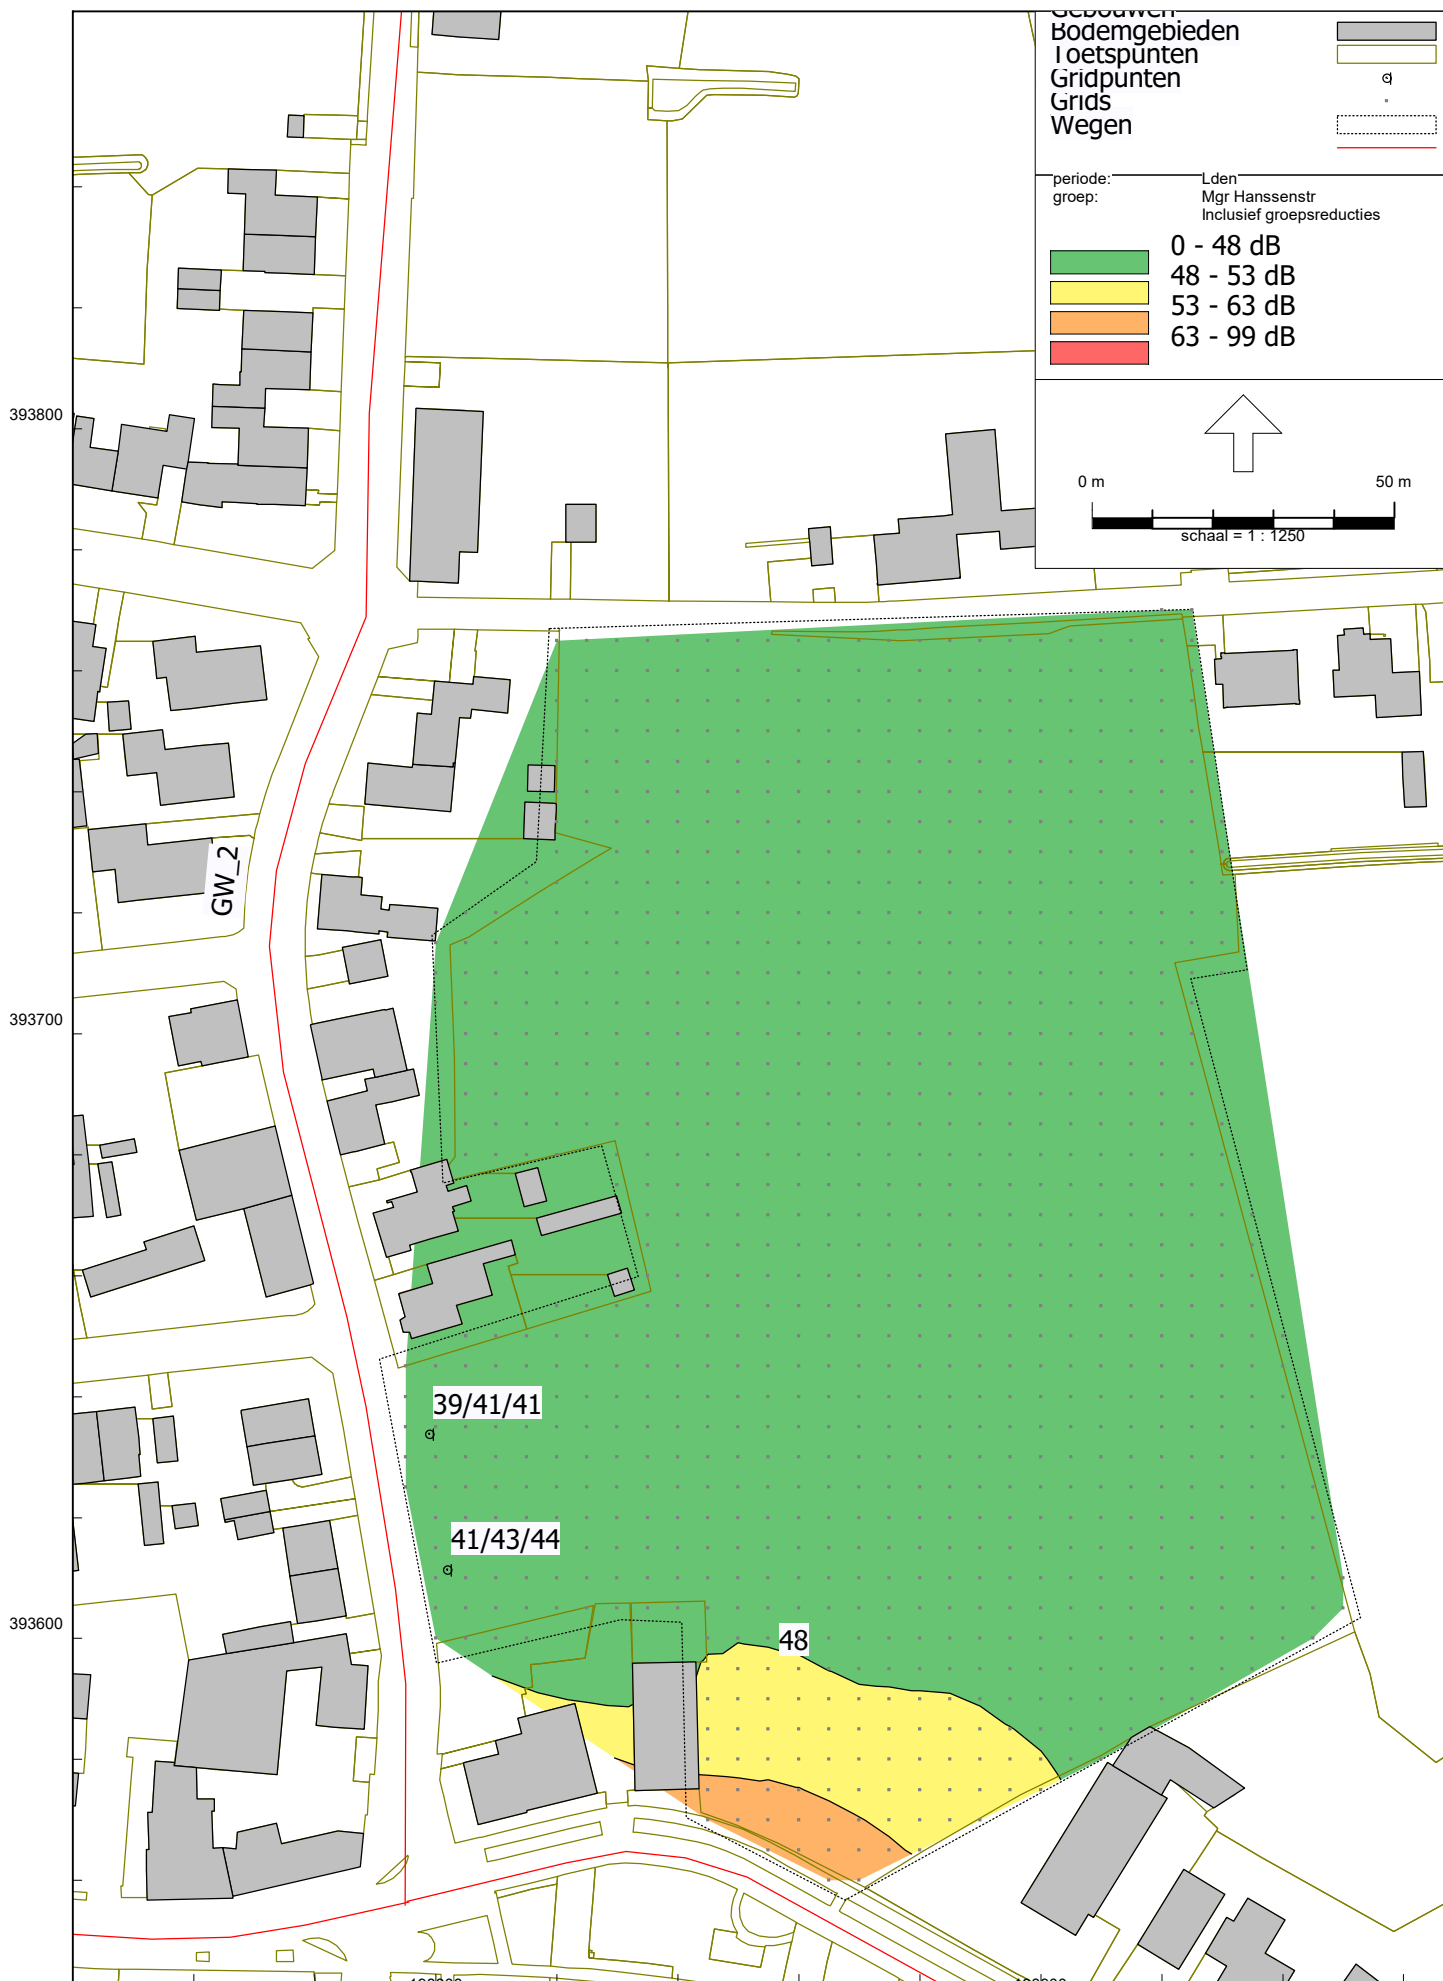 Gebouwen
Bodemgebieden
Toetspunten
Gridpunten
Grids
Wegen
periode: Lden
groep: Mgr Hanssenstr
Inclusief groepsreducties
0 - 48 dB
48 - 53 dB
53 - 63 dB
63 - 99 dB
0 m 50 m
schaal = 1 : 1250
393800
GW_2
393700
39/41/41
41/43/44
393600
48